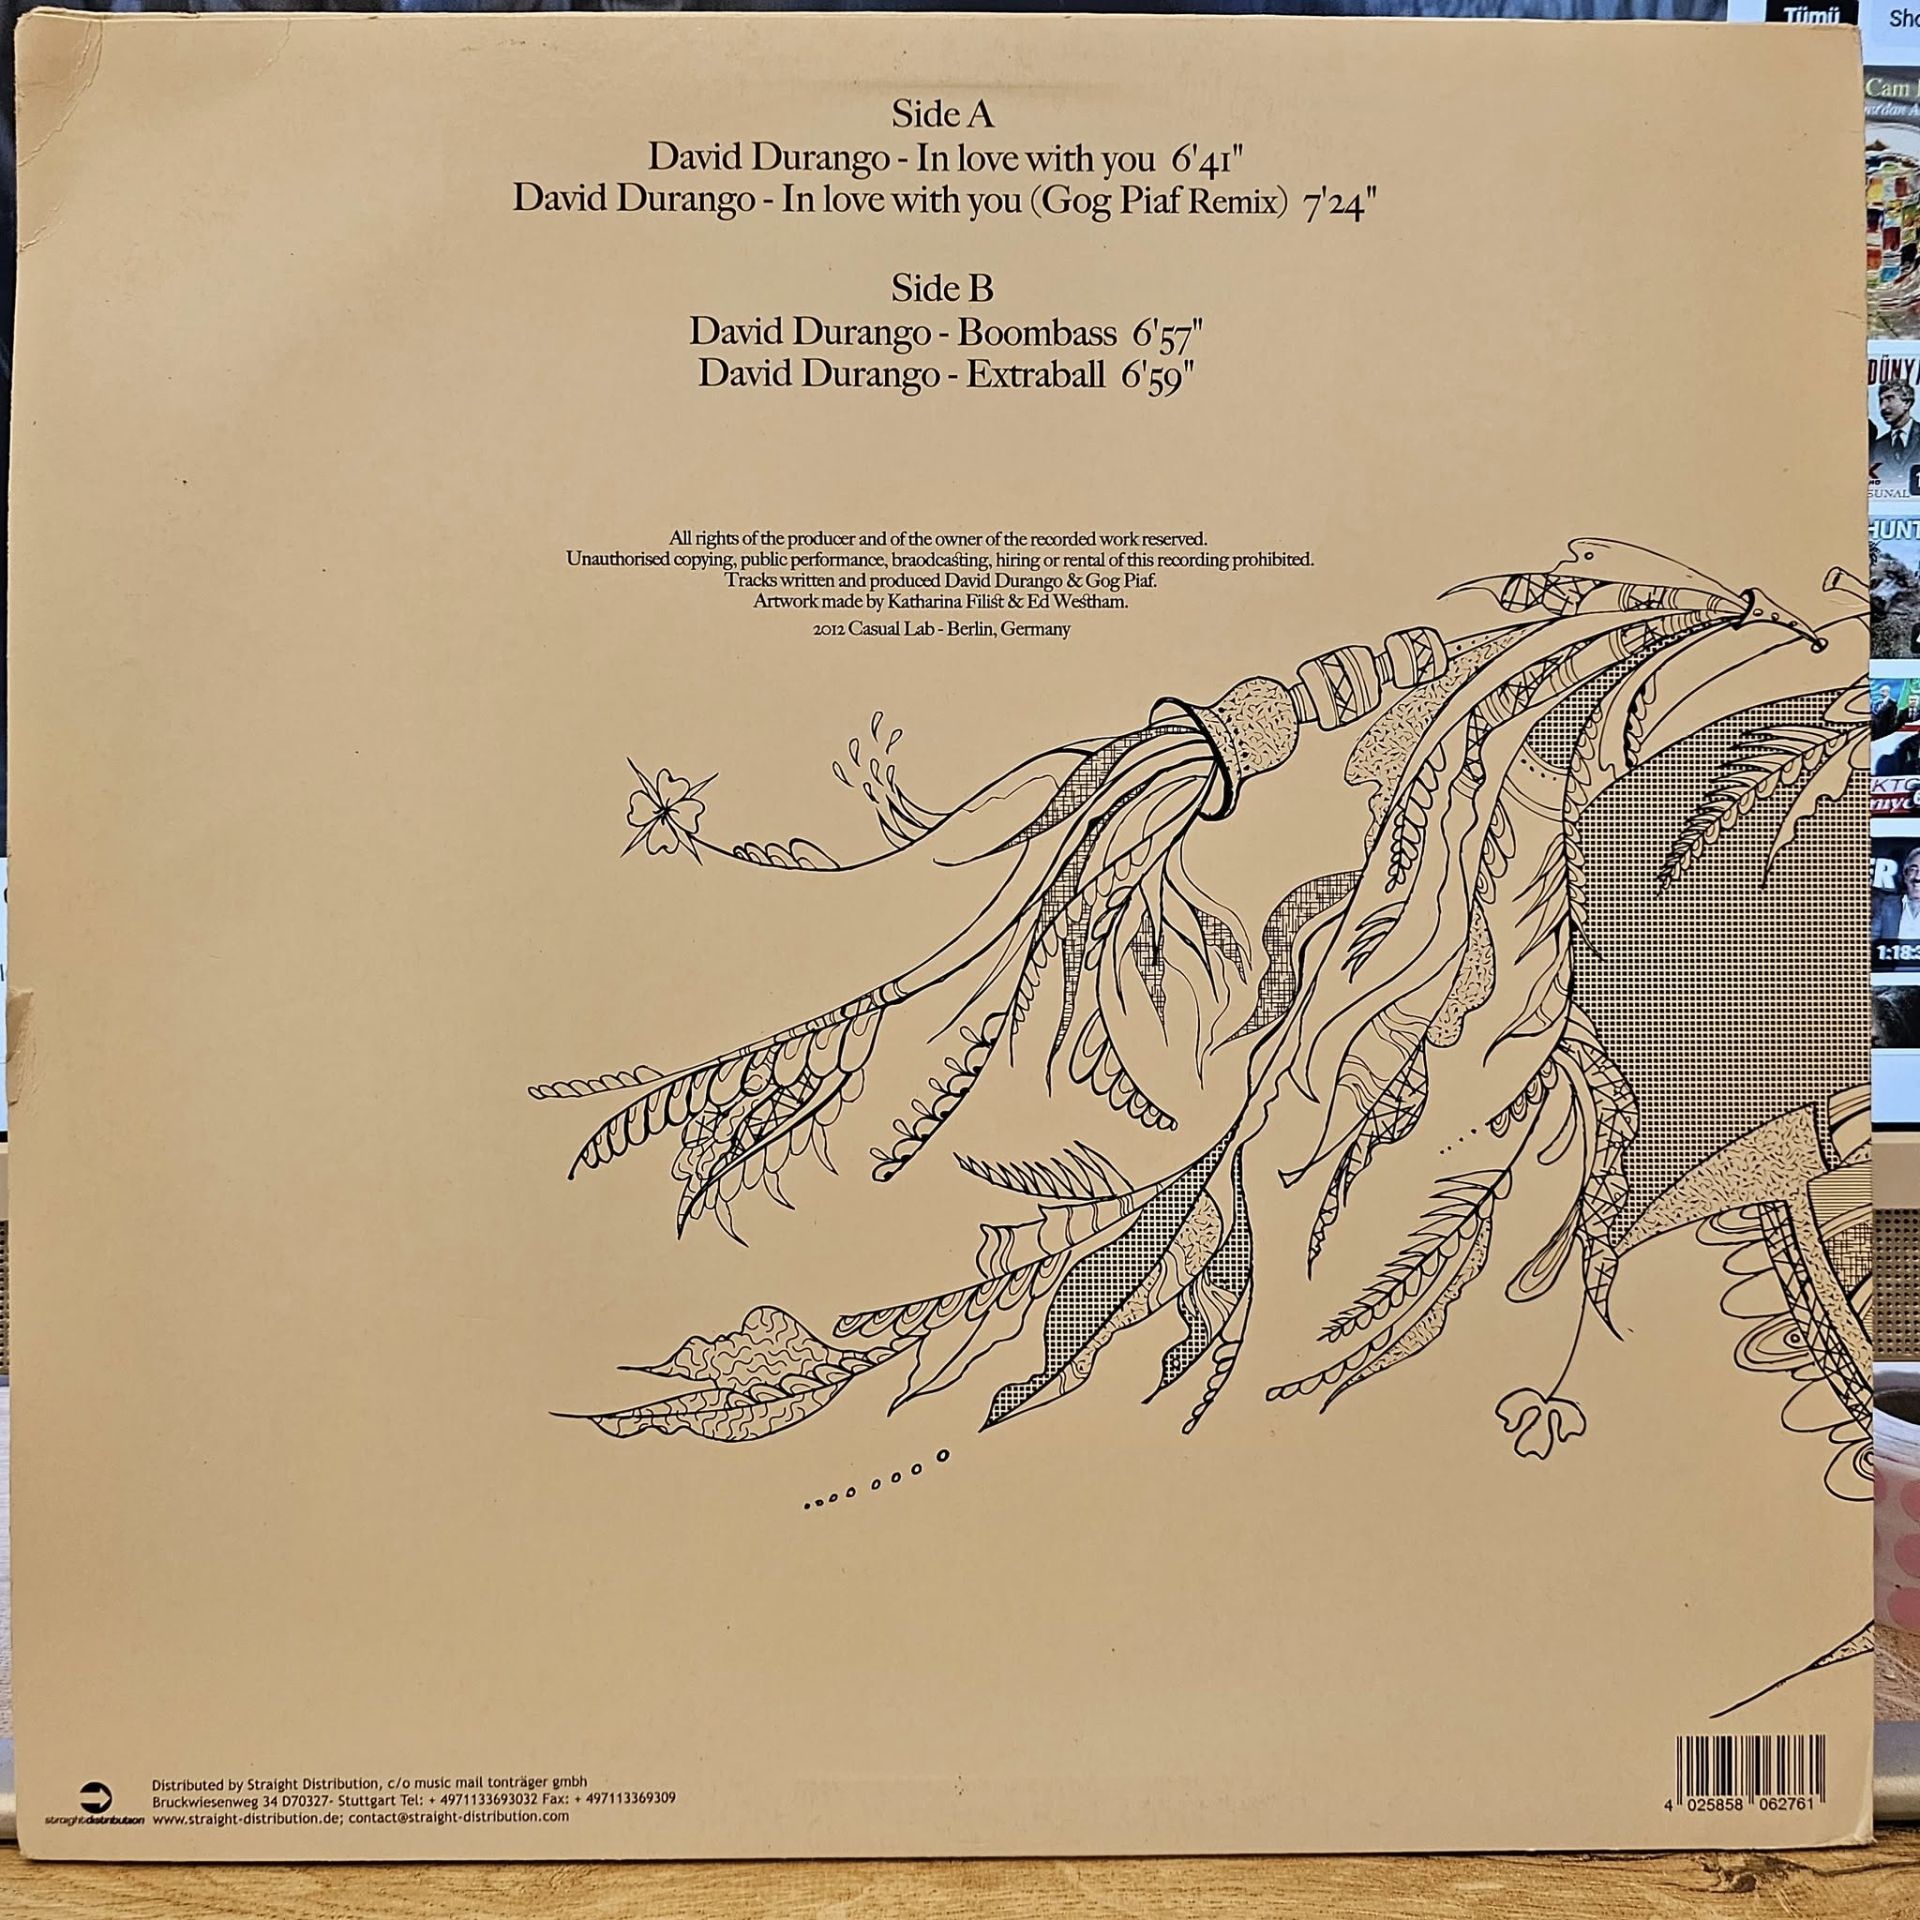 Side A
David Durango - In love with you 6'41"
David Durango - In love with you (Gog Piaf Remix) 7'24"
Side B
David Durango - Boombass 6'57"
David Durango - Extraball 6'59"
All rights of the producer and of the owner of the recorded work reserved.
Unauthorised copying, public performance, braodcasting, hiring or rental of this recording prohibited.
Tracks written and produced David Durango & Gog Piaf.
Artwork made by Katharina Filist & Ed Westham.
2012 Casual Lab - Berlin, Germany
Distributed by Straight Distribution, c/o music mail tonträger gmbh
Bruckwiesenweg 34 D70327- Stuttgart Tel: + 4971133693032 Fax: + 497113369309
www.straight-distribution.de; contact@straight-distribution.com
straightdistribution
4 025858 062761
Tümü
Cam